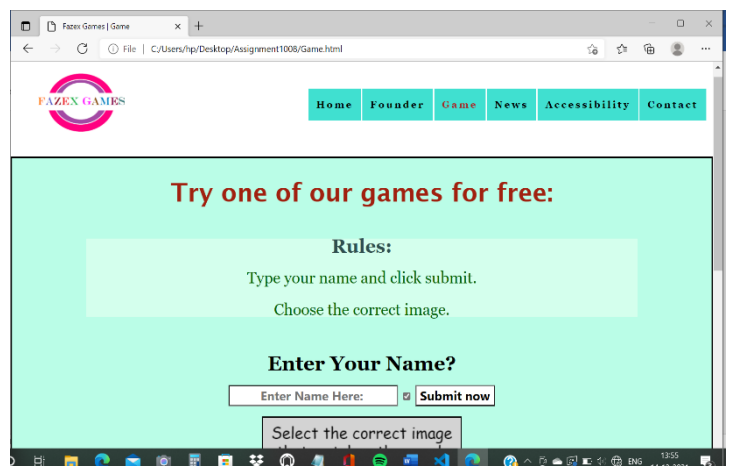 Fazex Games | Game
File | C:/Users/hp/Desktop/Assignment1008/Game.html
FAZEX GAMES
Home Founder Game News Accessibility Contact
Try one of our games for free:
Rules:
Type your name and click submit.
Choose the correct image.
Enter Your Name?
Enter Name Here: Submit now
Select the correct image
ENG 13:55